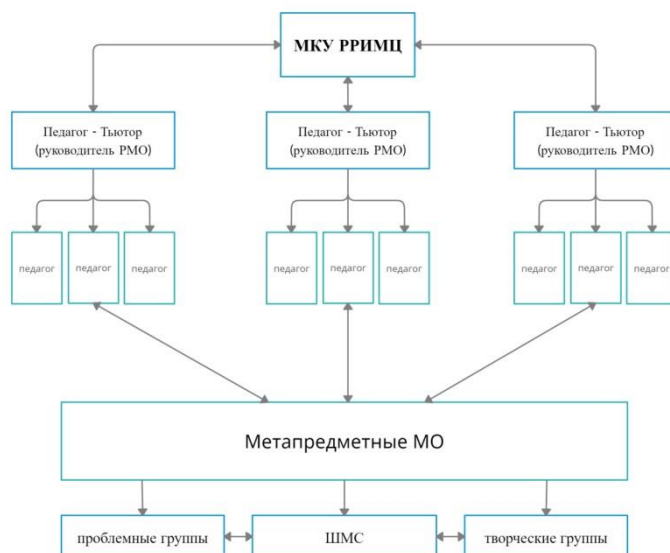 МКУ РРИМЦ
Педагог - Тьютор
(руководитель РМО)
Педагог - Тьютор
(руководитель РМО)
Педагог - Тьютор
(руководитель РМО)
педагог
педагог
педагог
педагог
педагог
педагог
педагог
педагог
педагог
Метапредметные МО
проблемные группы
ШМС
творческие группы